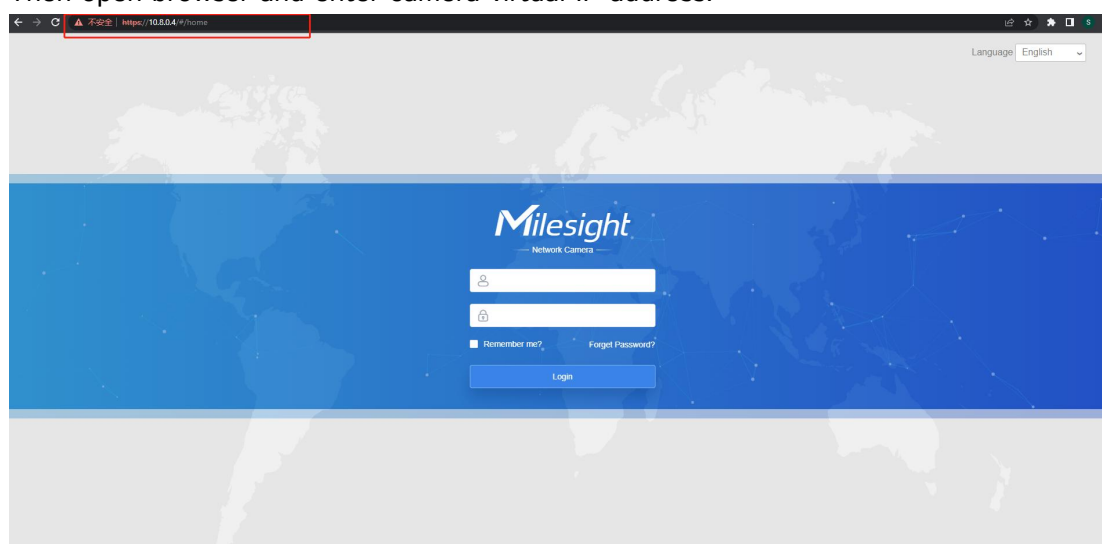 Then open browser and enter camera virtual IP address.
不安全 | https://10.8.0.4/#/home
S
Language English
Milesight
Network Camera
Remember me? Forget Password?
Login